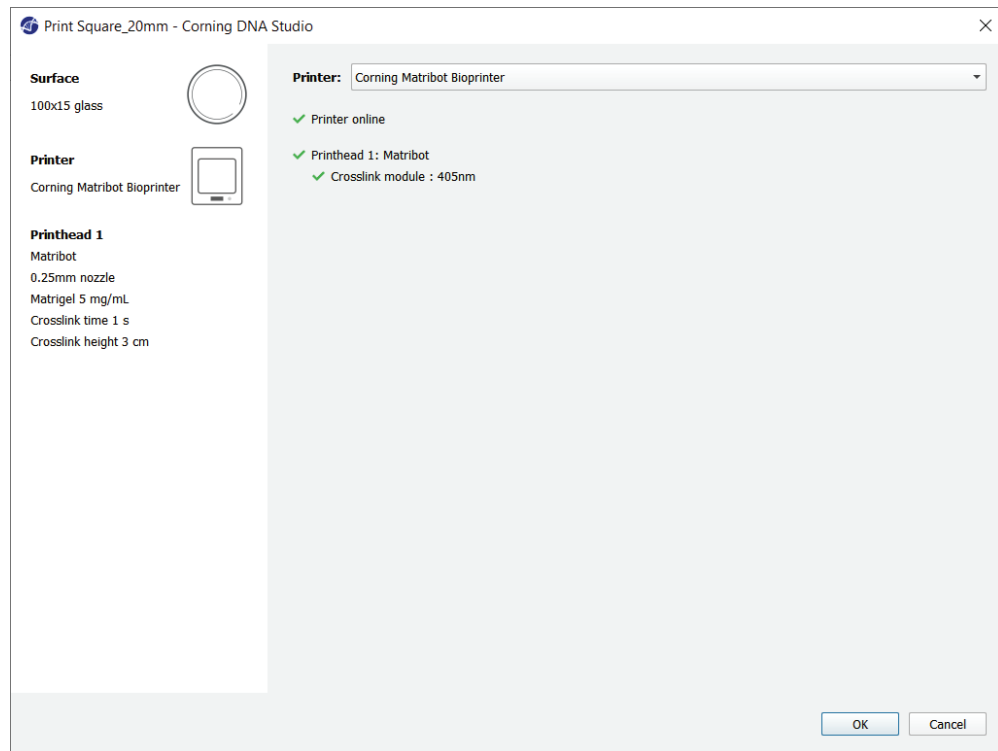 Print Square_20mm - Corning DNA Studio
Surface
100x15 glass
Printer
Corning Matribot Bioprinter
Printhead 1
Matribot
0.25mm nozzle
Matrigel 5 mg/mL
Crosslink time 1 s
Crosslink height 3 cm
Printer: Corning Matribot Bioprinter
Printer online
Printhead 1: Matribot
Crosslink module : 405nm
OK Cancel